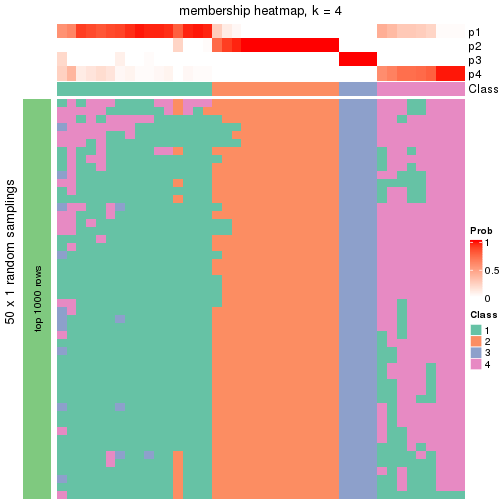 membership heatmap, k = 4
p1
p2
p3
p4
Class
50 x 1 random samplings
top 1000 rows
Prob
1
0.5
0
Class
1
2
3
4